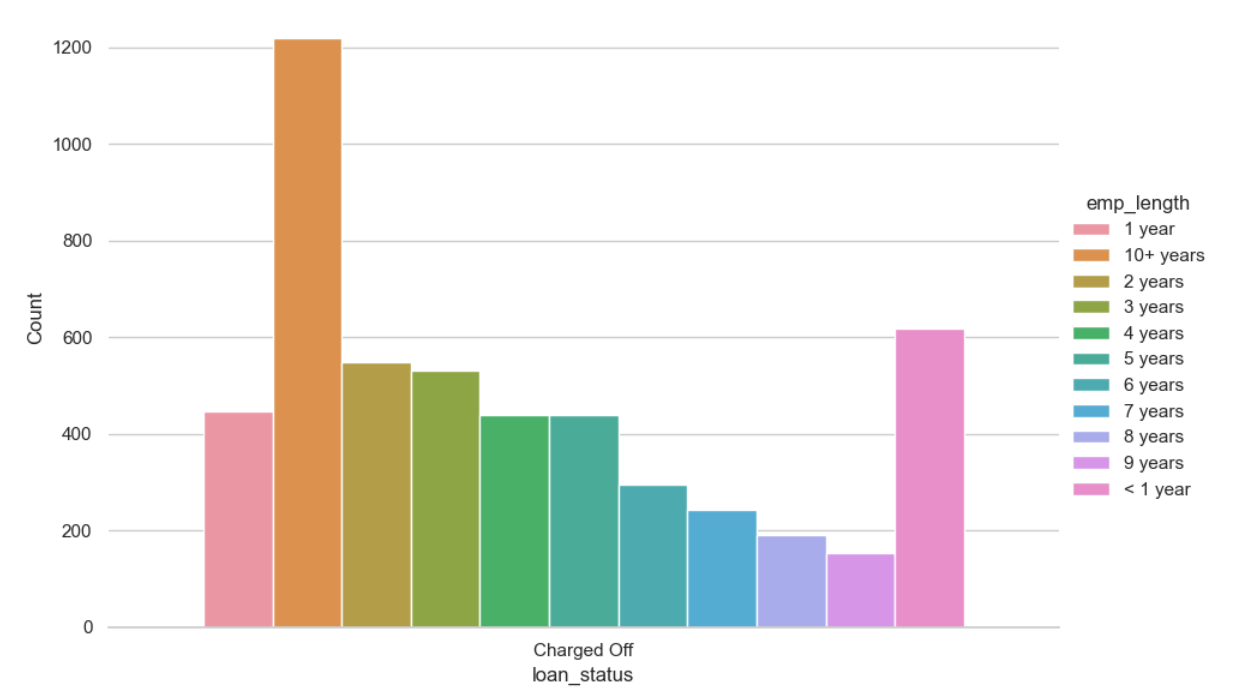 1200
1000
800
600
400
200
0
Count
Charged Off
loan_status
emp_length
1 year
10+ years
2 years
3 years
4 years
5 years
6 years
7 years
8 years
9 years
< 1 year